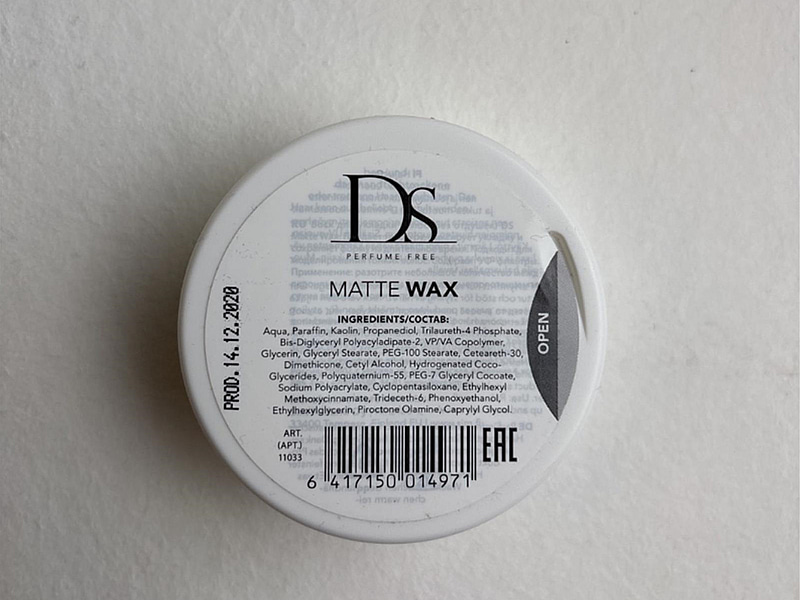 DS
PERFUME FREE
MATTE WAX
INGREDIENTS/СОСТАВ:
Aqua, Paraffin, Kaolin, Propanediol, Trilaureth-4 Phosphate,
Bis-Diglyceryl Polyacyladipate-2, VP/VA Copolymer,
Glycerin, Glyceryl Stearate, PEG-100 Stearate, Ceteareth-30,
Dimethicone, Cetyl Alcohol, Hydrogenated Coco-
Glycerides, Polyquaternium-55, PEG-7 Glyceryl Cocoate,
Sodium Polyacrylate, Cyclopentasiloxane, Ethylhexyl
Methoxycinnamate, Trideceth-6, Phenoxyethanol,
Ethylhexylglycerin, Piroctone Olamine, Caprylyl Glycol.
ART.
(АРТ.)
11033
6 417150 014971
EAC
PROD.14.12.2020
OPEN